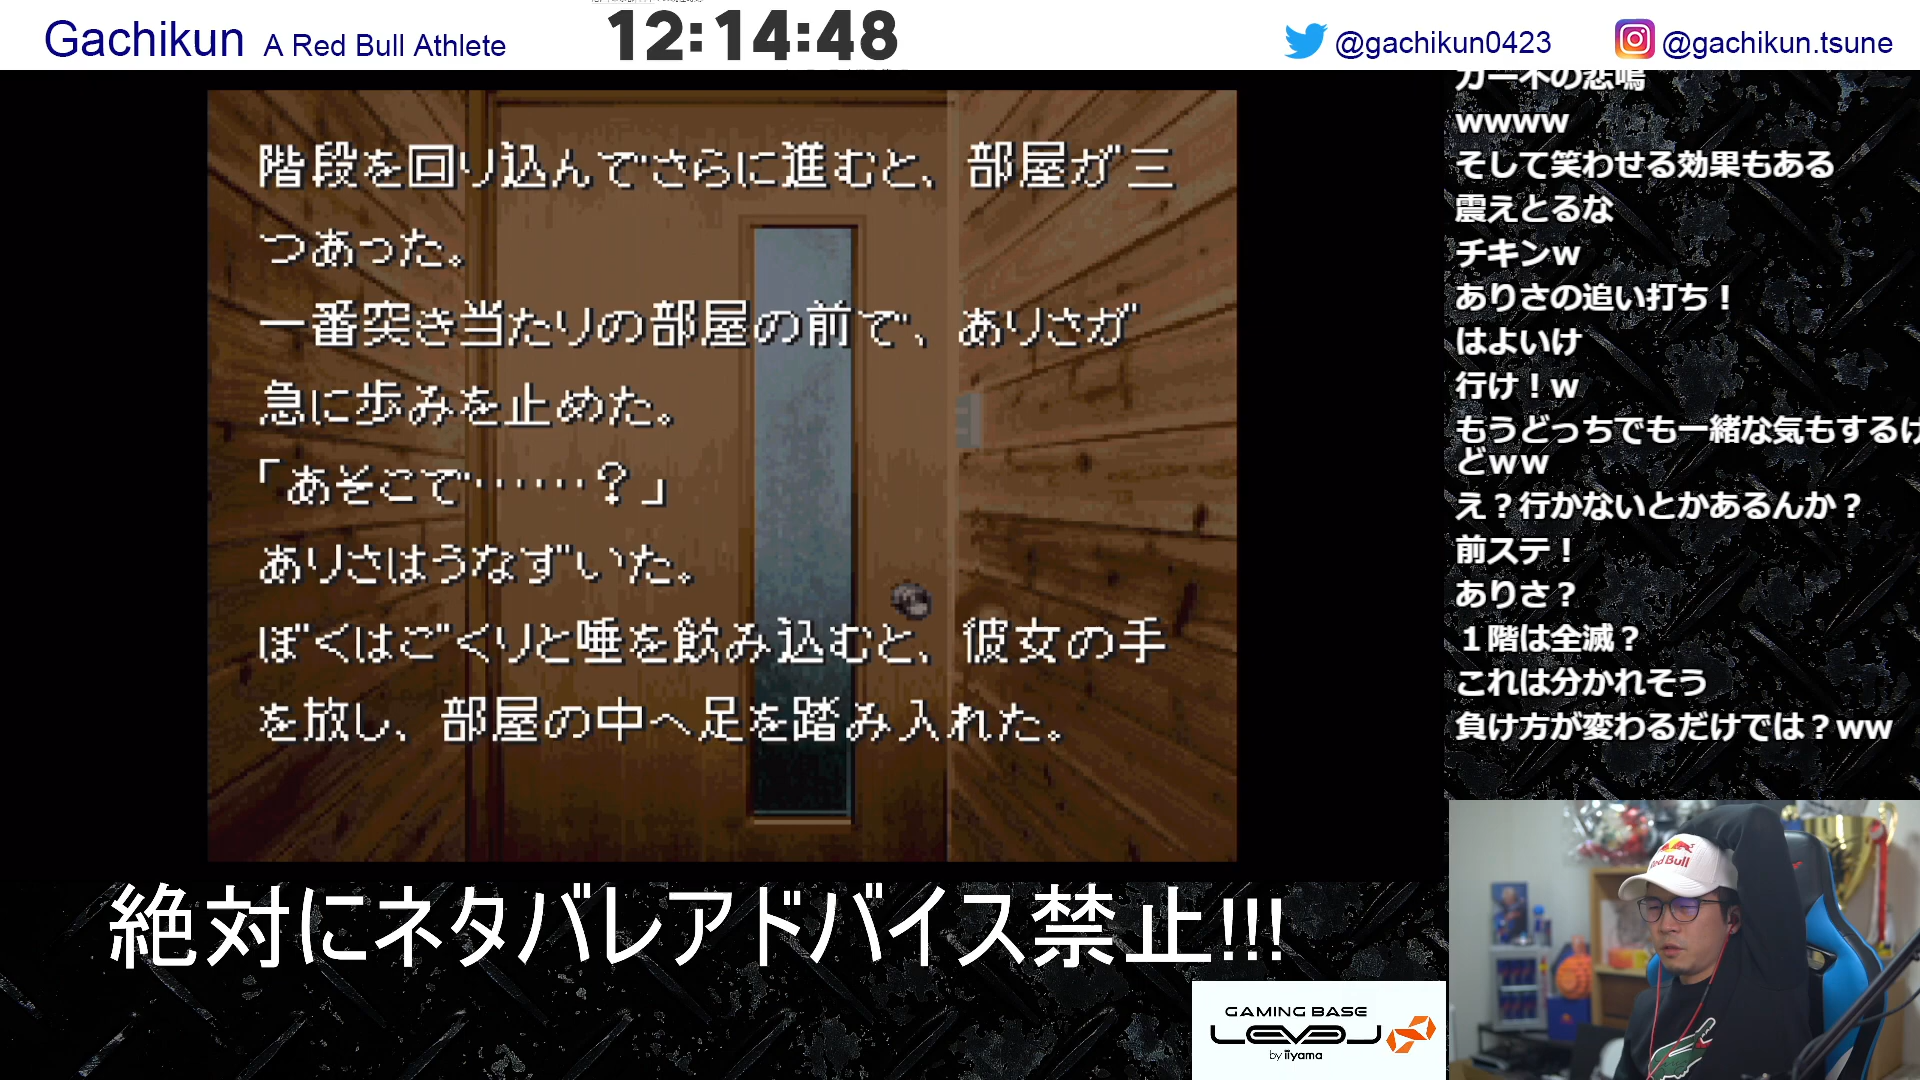 Gachikun A Red Bull Athlete
12:14:48
@gachikun0423
@gachikun.tsune
階段を回り込んでさらに進むと、部屋が三
つあった。
一番突き当たりの部屋の前で、ありさが
急に歩みを止めた。
「あそこで……？」
ありさはうなずいた。
ぼくはごくりと唾を飲み込むと、彼女の手
を放し、部屋の中へ足を踏み入れた。
wwww
そして笑わせる効果もある
震えとるな
チキンw
ありさの追い打ち！
はよいけ
行け！w
もうどっちでも一緒な気もするけ
どww
え？行かないとかあるんか？
前ステ！
ありさ？
１階は全滅？
これは分かれそう
負け方が変わるだけでは？ww
絶対にネタバレアドバイス禁止!!!
GAMING BASE
LEVEL
by iiyama
Red Bull